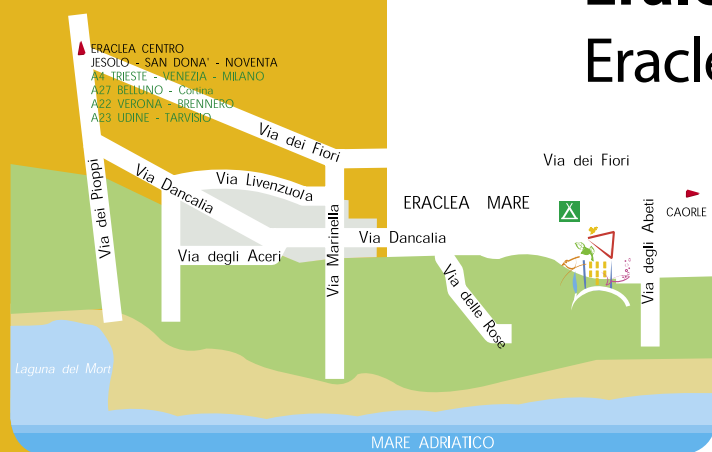 Eracle
ERACLEA CENTRO
JESOLO - SAN DONA' - NOVENTA
A4 TRIESTE - VENEZIA - MILANO
A27 BELLUNO - Cortina
A22 VERONA - BRENNERO
A23 UDINE - TARVISIO
Via dei Fiori
Via dei Fiori
Via dei Pioppi
Via Dancalia
Via Livenzuola
ERACLEA MARE
CAORLE
Via Marinella
Via Dancalia
Via degli Abeti
Via degli Aceri
Via delle Rose
Laguna del Mort
MARE ADRIATICO